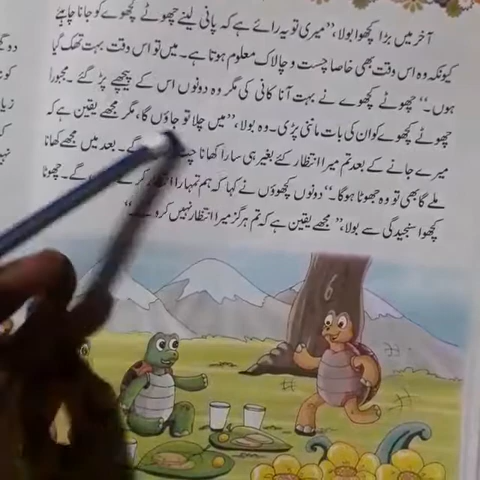 آخر میں بڑا کچھوا بولا، ”میری تو یہ رائے ہے کہ پانی لینے چھوٹے کچھوے کو جانا چاہئے
کیونکہ وہ اس وقت بھی خاصا چست و چالاک معلوم ہوتا ہے۔ میں تو اس وقت بہت تھک گیا
ہوں۔“ چھوٹے کچھوے نے بہت آنا کانی کی مگر وہ دونوں اس کے پیچھے پڑ گئے۔ مجبوراً
چھوٹے کچھوے کو ان کی بات ماننی پڑی۔ وہ بولا، ”میں چلا تو جاؤں گا، مگر مجھے یقین ہے کہ
میرے جانے کے بعد تم میرا انتظار کئے بغیر ہی سارا کھانا گے۔ بعد میں مجھے کھانا
ملے گا بھی تو وہ جھوٹا ہوگا۔“ دونوں کچھوؤں نے کہا کہ ہم تمہارا انتظار گے۔ چھوٹا
کچھوا سنجیدگی سے بولا، ”مجھے یقین ہے کہ تم ہرگز میرا انتظار نہیں